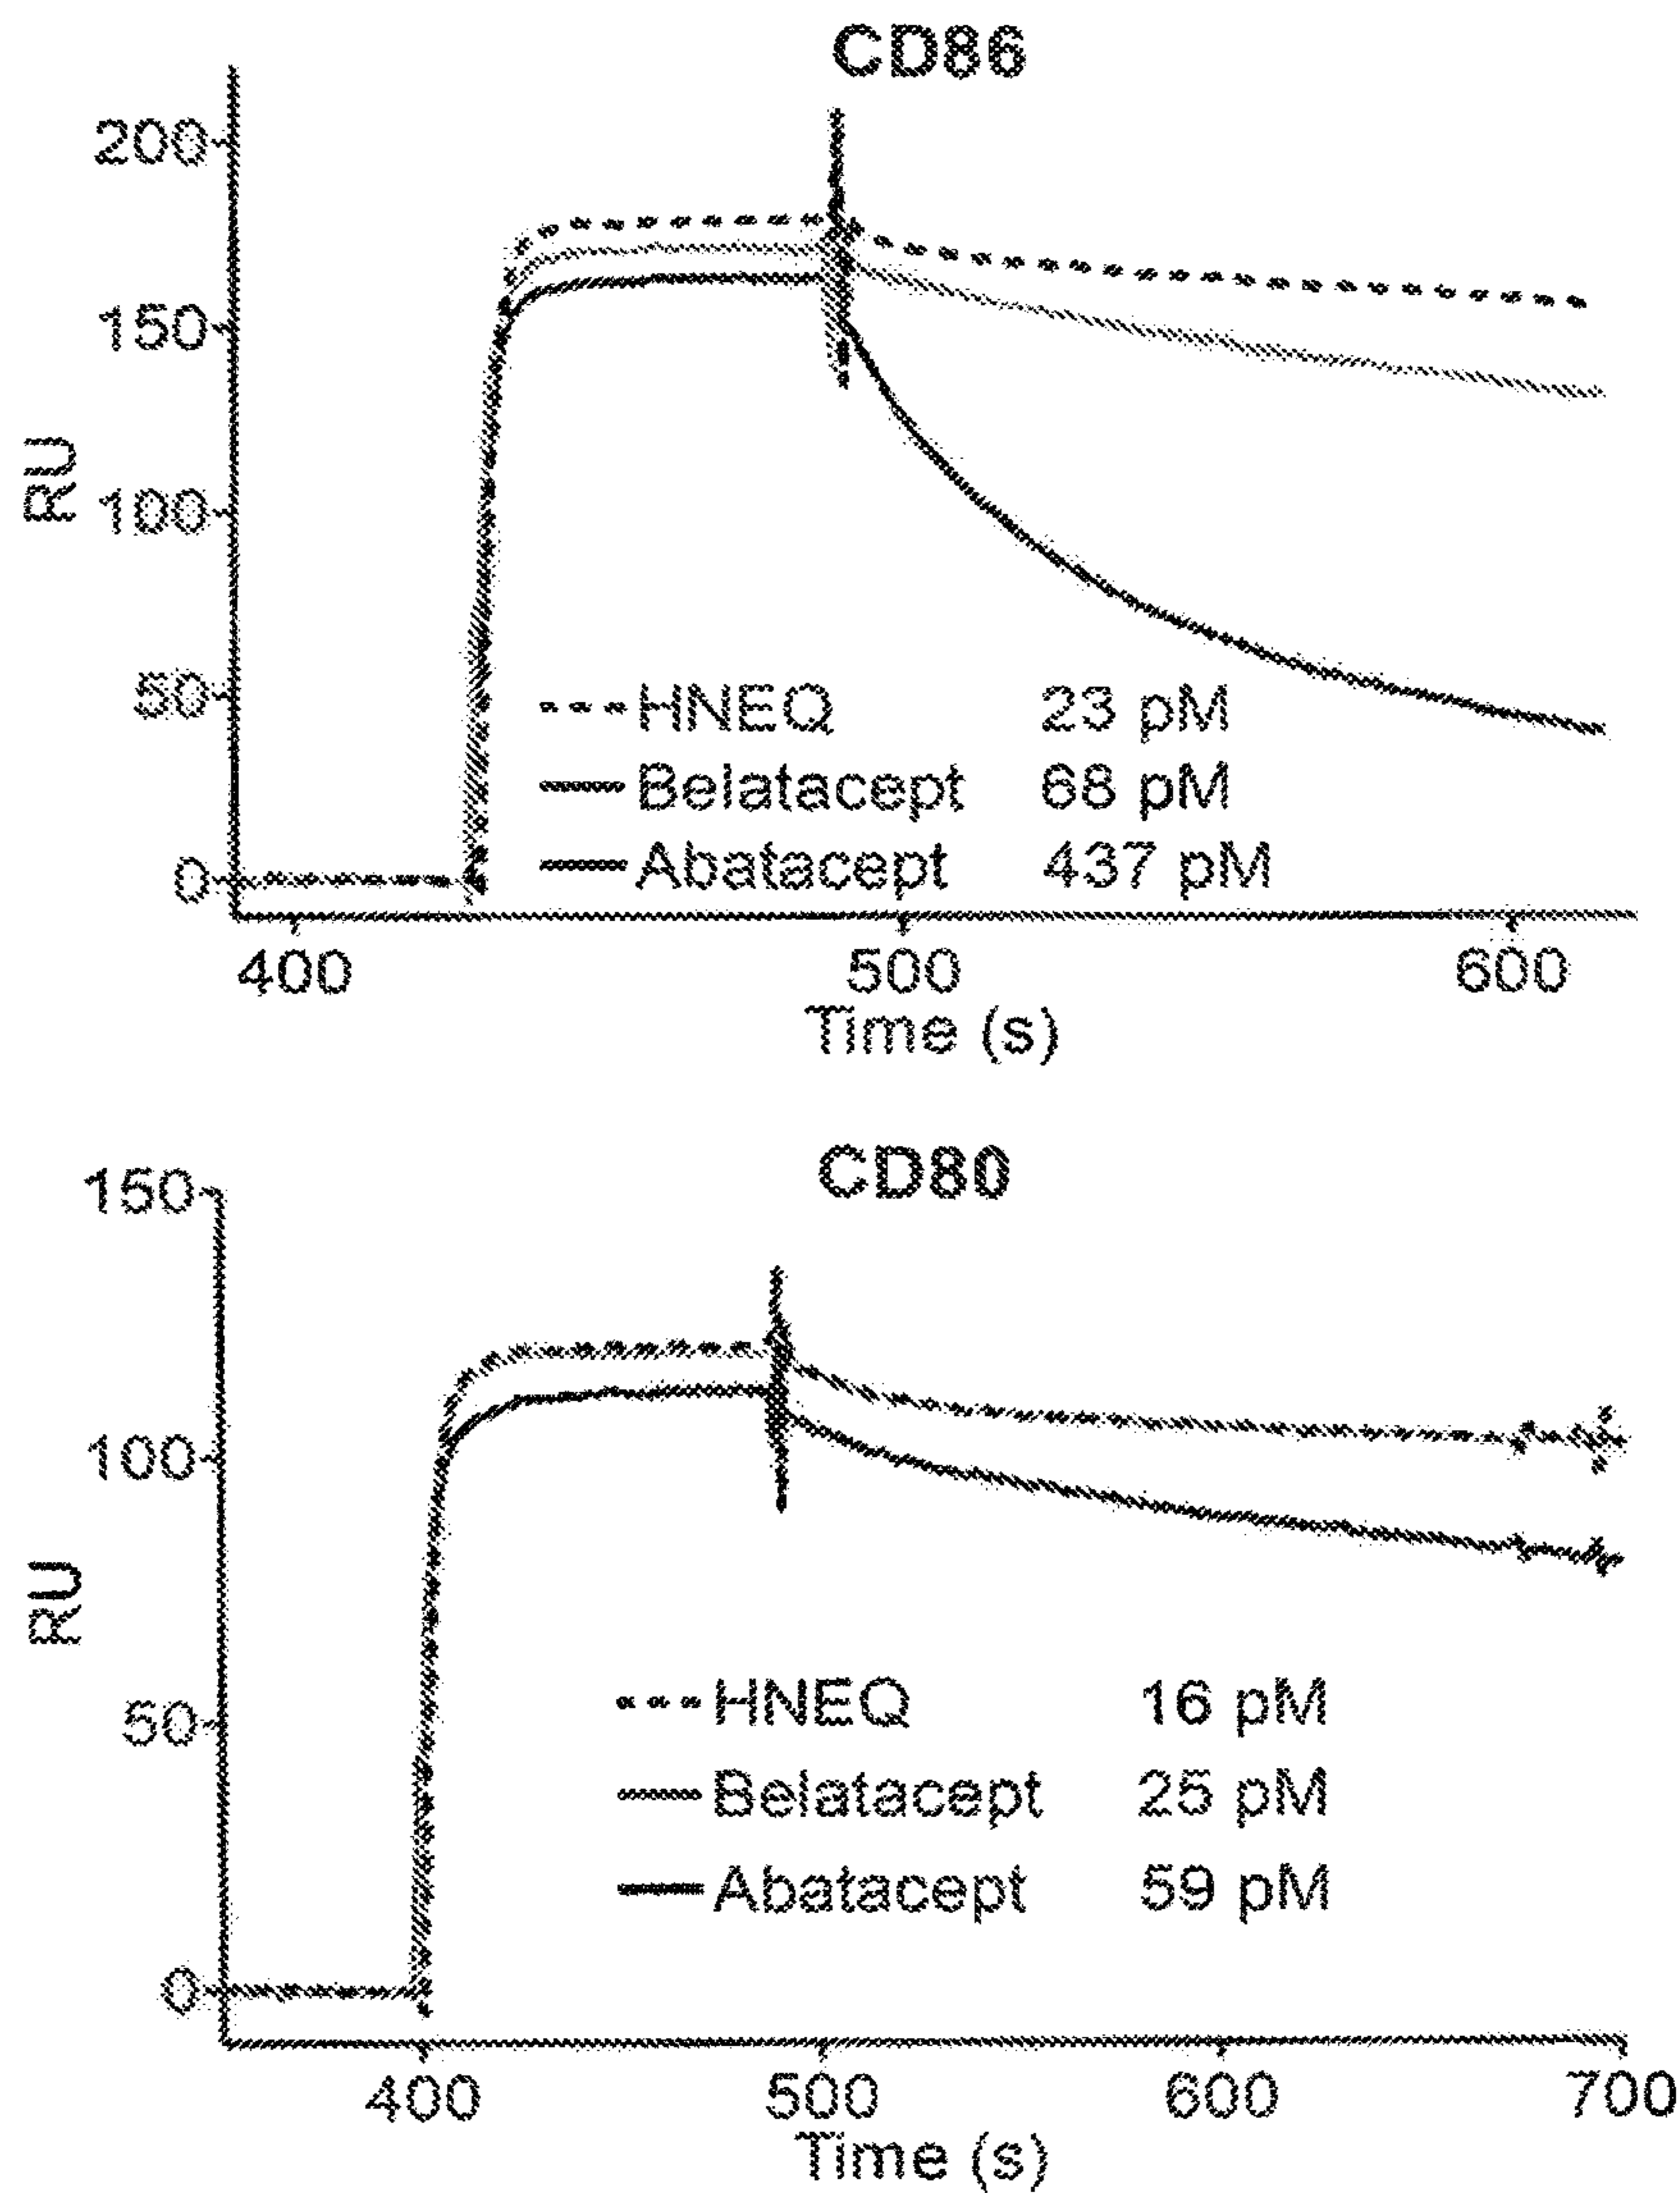 CD86
200
150
100
50
0
RU
HNEQ 23 pM
Belatacept 68 pM
Abatacept 437 pM
400 500 600
Time (s)
CD80
150
100
50
0
RU
HNEQ 16 pM
Belatacept 25 pM
Abatacept 59 pM
400 500 600 700
Time (s)